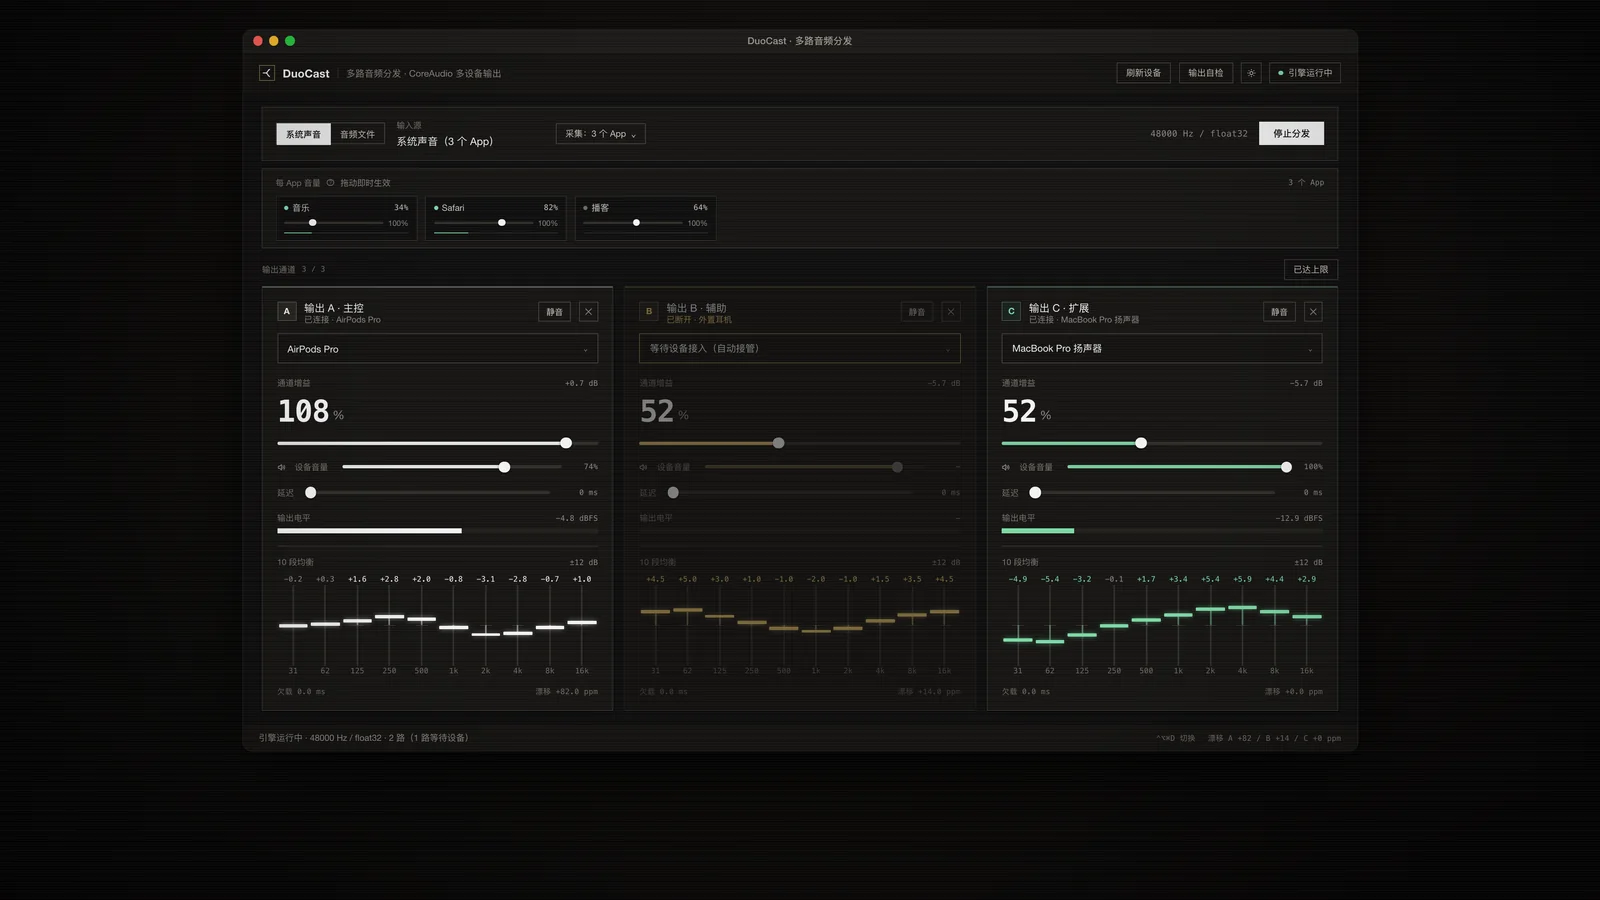 DuoCast · 多路音频分发
DuoCast 多路音频分发 · CoreAudio 多设备输出 刷新设备 输出自检 引擎运行中
系统声音 音频文件 输入源 系统声音（3 个 App） 采集：3 个 App 48000 Hz / float32 停止分发
每 App 音量 拖动即时生效 3 个 App
音乐 34% Safari 82% 播客 64%
100% 100% 100%
输出通道 3 / 3 已达上限
A 输出 A · 主控 静音
已连接 · AirPods Pro
AirPods Pro
通道增益 +0.7 dB
108 %
设备音量 74%
延迟 0 ms
输出电平 −4.8 dBFS
10 段均衡 ±12 dB
−0.2 +0.3 +1.6 +2.8 +2.0 −0.8 −3.1 −2.8 −0.7 +1.0
31 62 125 250 500 1k 2k 4k 8k 16k
欠载 0.0 ms 漂移 +82.0 ppm
B 输出 B · 辅助 静音
已断开 · 外置耳机
等待设备接入（自动接管）
通道增益 −5.7 dB
52 %
设备音量 —
延迟 0 ms
输出电平 —
10 段均衡 ±12 dB
+4.5 +5.0 +3.0 +1.0 −1.0 −2.0 −1.0 +1.5 +3.5 +4.5
31 62 125 250 500 1k 2k 4k 8k 16k
欠载 0.0 ms 漂移 +14.0 ppm
C 输出 C · 扩展 静音
已连接 · MacBook Pro 扬声器
MacBook Pro 扬声器
通道增益 −5.7 dB
52 %
设备音量 100%
延迟 0 ms
输出电平 −12.9 dBFS
10 段均衡 ±12 dB
−4.9 −5.4 −3.2 −0.1 +1.7 +3.4 +5.4 +5.9 +4.4 +2.9
31 62 125 250 500 1k 2k 4k 8k 16k
欠载 0.0 ms 漂移 +0.0 ppm
引擎运行中 · 48000 Hz / float32 · 2 路（1 路等待设备） ⌃⌥⌘D 切换 漂移 A +82 / B +14 / C +0 ppm